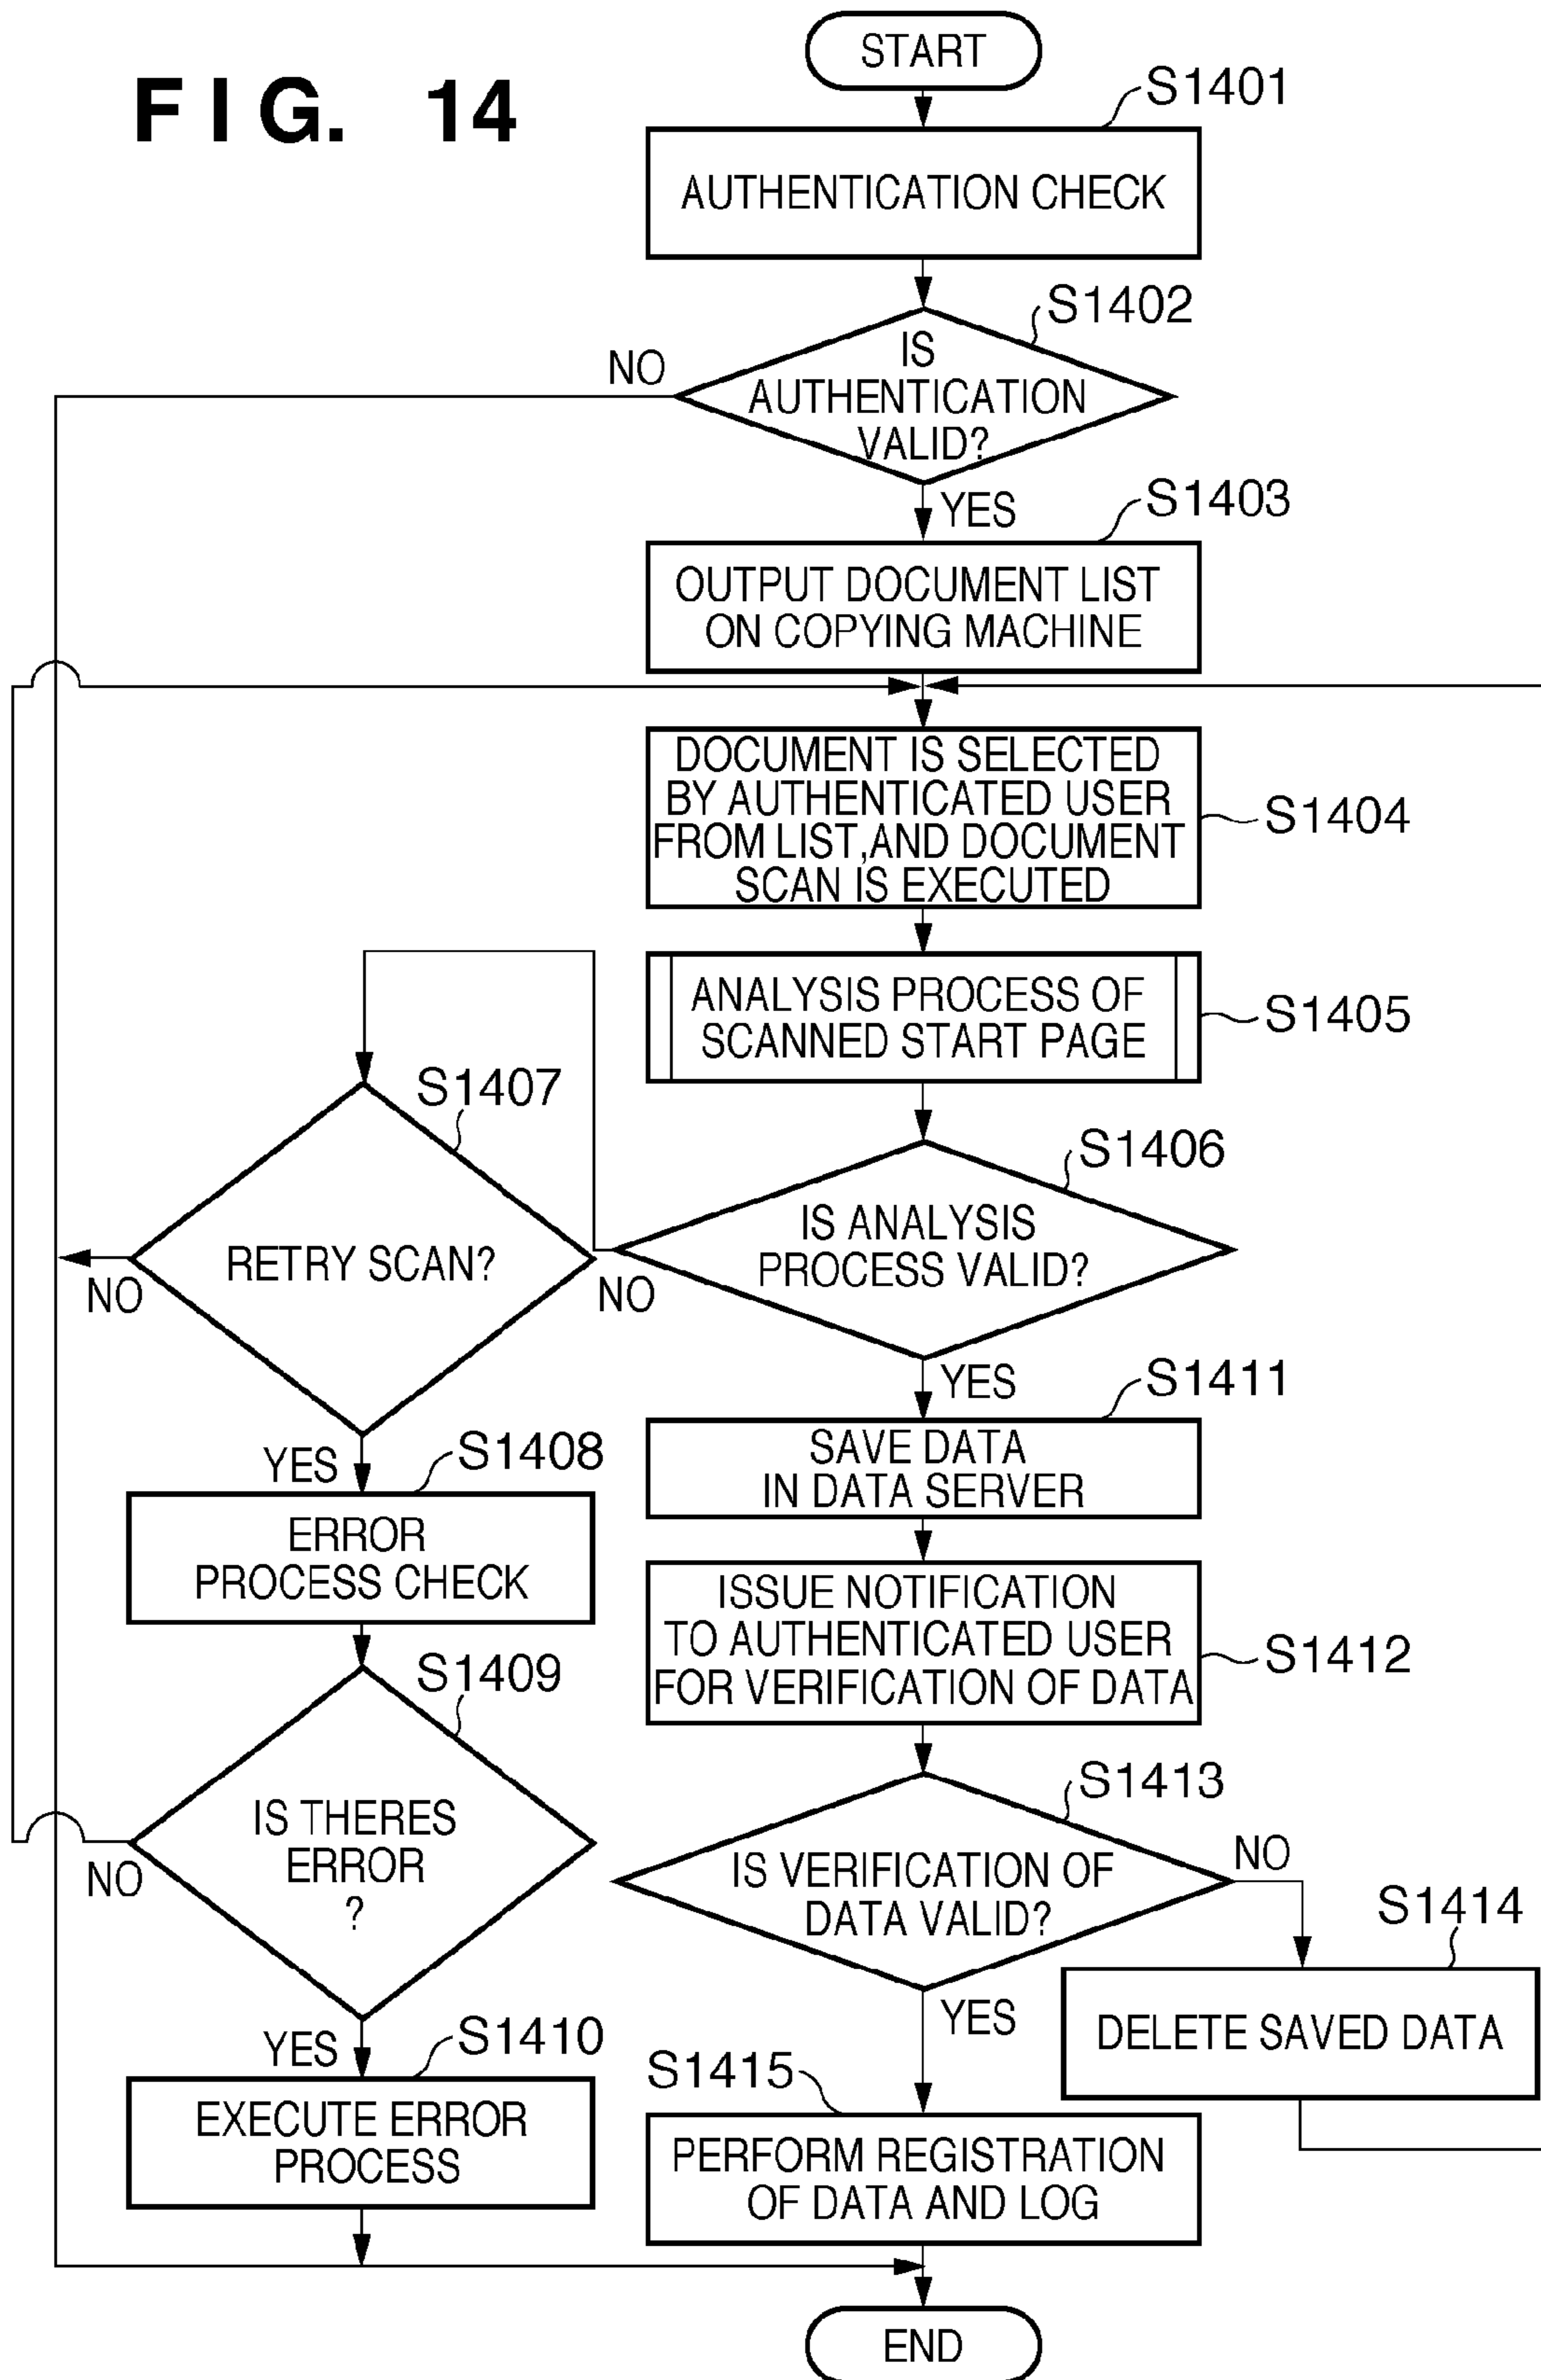 FIG. 14
START
S1401
AUTHENTICATION CHECK
S1402
IS
AUTHENTICATION
VALID?
NO
YES
S1403
OUTPUT DOCUMENT LIST
ON COPYING MACHINE
DOCUMENT IS SELECTED
BY AUTHENTICATED USER
FROM LIST,AND DOCUMENT
SCAN IS EXECUTED
S1404
ANALYSIS PROCESS OF
SCANNED START PAGE
S1405
S1406
IS ANALYSIS
PROCESS VALID?
NO
YES
S1407
RETRY SCAN?
NO
YES
S1408
ERROR
PROCESS CHECK
S1409
IS THERES
ERROR
?
NO
YES
S1410
EXECUTE ERROR
PROCESS
S1411
SAVE DATA
IN DATA SERVER
ISSUE NOTIFICATION
TO AUTHENTICATED USER
FOR VERIFICATION OF DATA
S1412
S1413
IS VERIFICATION OF
DATA VALID?
NO
YES
S1414
DELETE SAVED DATA
S1415
PERFORM REGISTRATION
OF DATA AND LOG
END